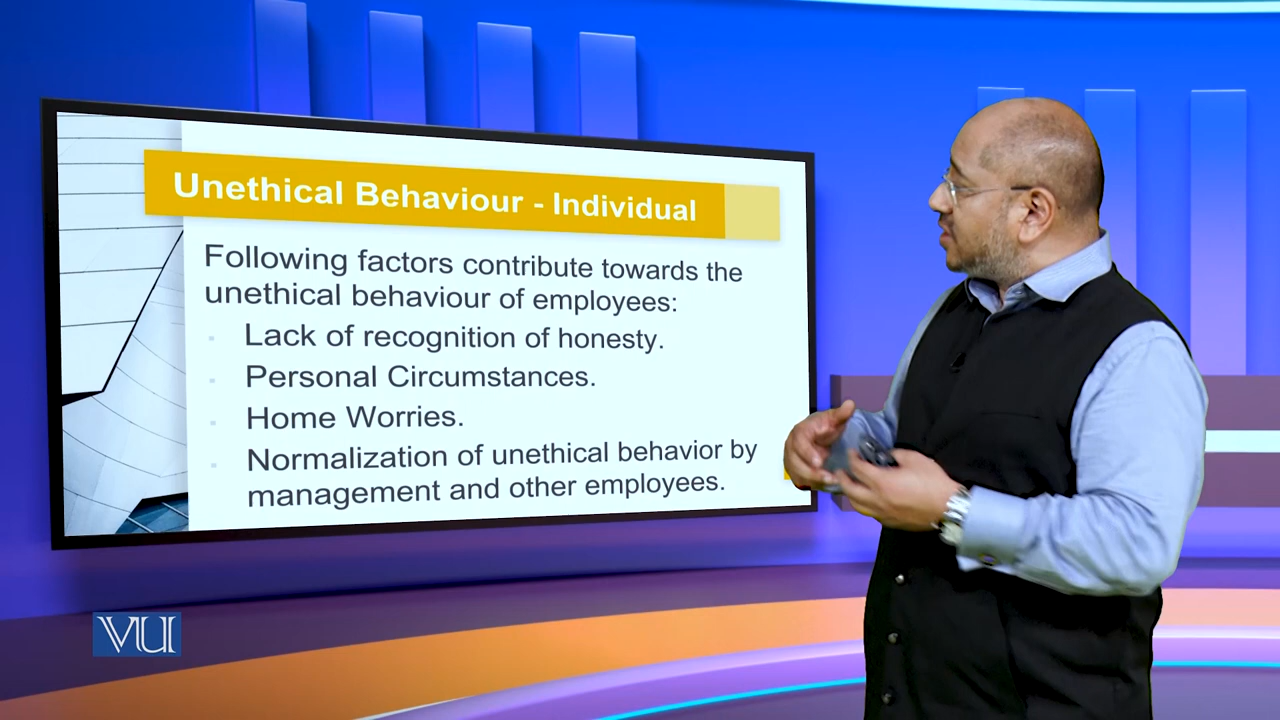 Unethical Behaviour - Individual
Following factors contribute towards the
unethical behaviour of employees:
Lack of recognition of honesty.
Personal Circumstances.
Home Worries.
Normalization of unethical behavior by
management and other employees.
VU